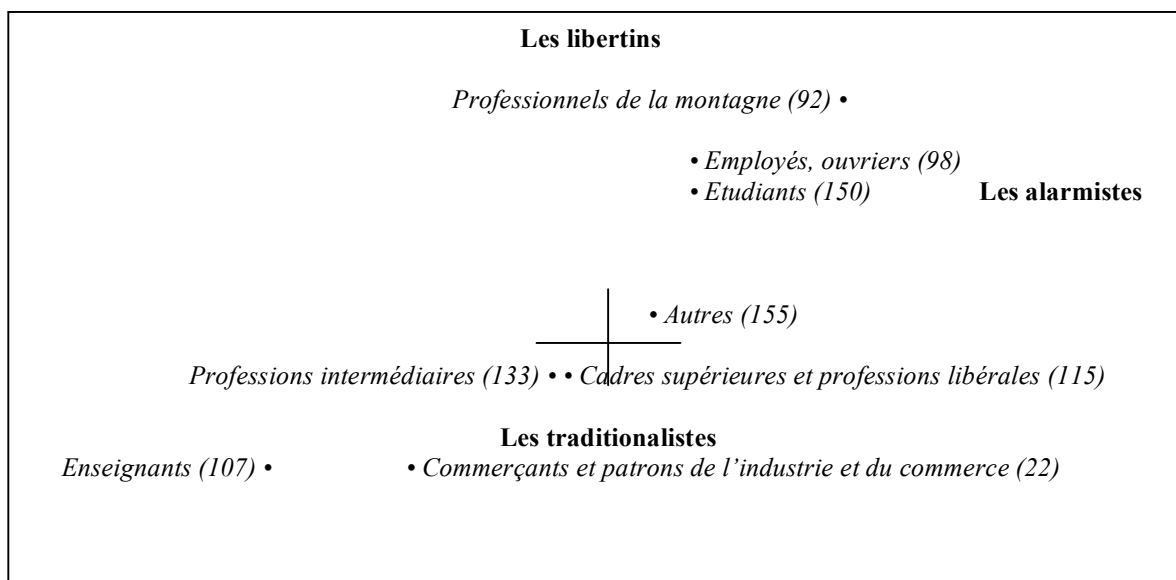 Les libertins
Professionnels de la montagne (92) •
• Employés, ouvriers (98)
• Etudiants (150) Les alarmistes
• Autres (155)
Professions intermédiaires (133) • • Cadres supérieures et professions libérales (115)
Les traditionalistes
Enseignants (107) • • Commerçants et patrons de l’industrie et du commerce (22)